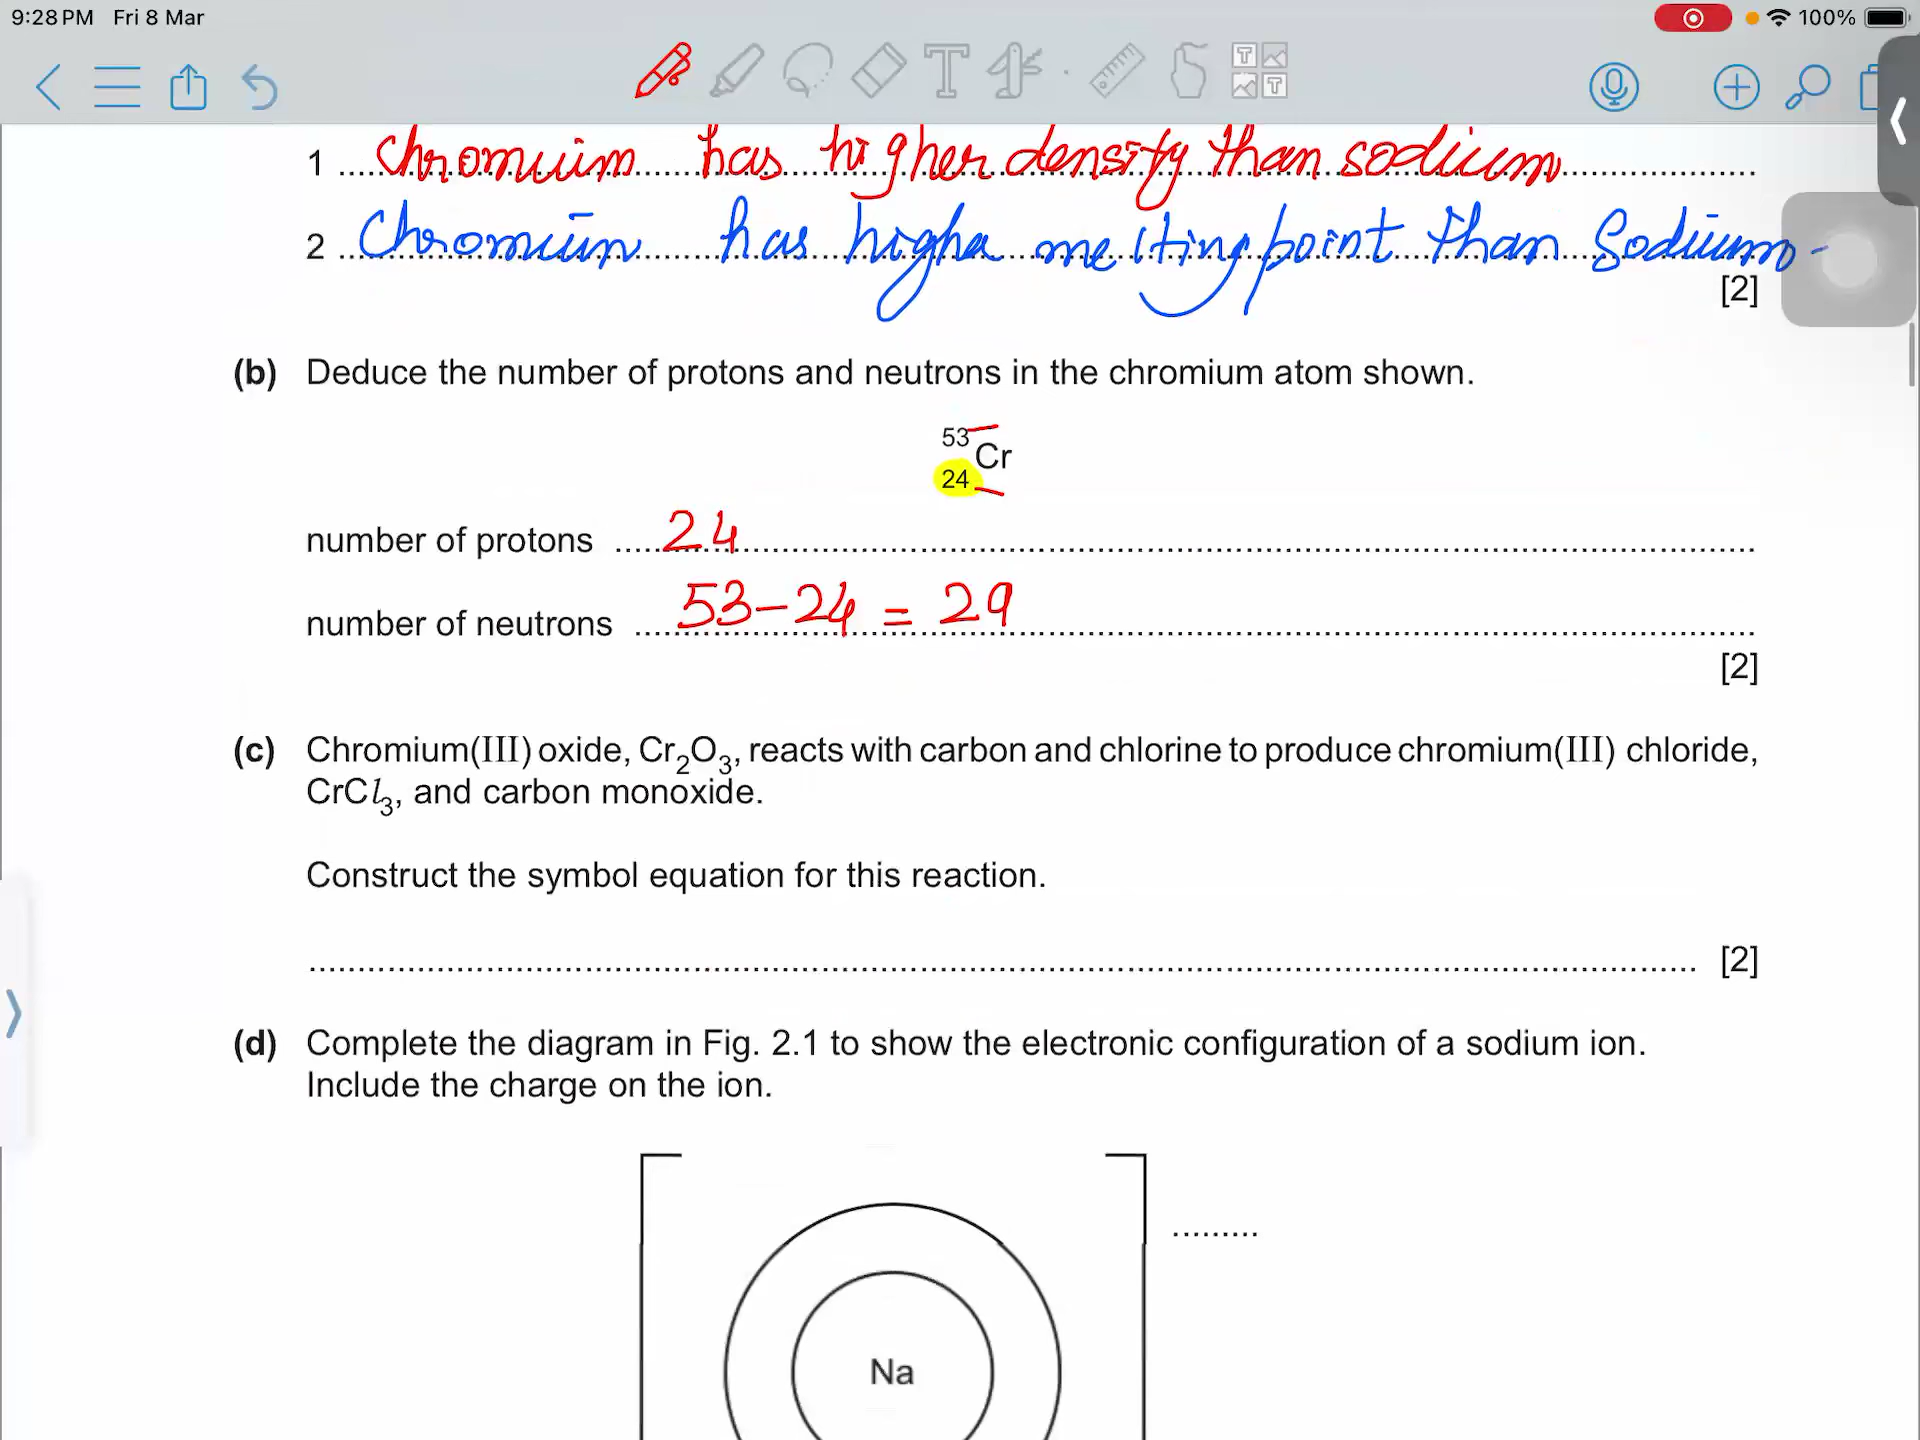 9:28 PM Fri 8 Mar
100%
1 Chromium has higher density than sodium
2 Chromium has higher melting point than Sodium
[2]
(b) Deduce the number of protons and neutrons in the chromium atom shown.
53
Cr
24
number of protons 24
number of neutrons 53-24 = 29
[2]
(c) Chromium(III) oxide, Cr₂O₃, reacts with carbon and chlorine to produce chromium(III) chloride,
CrCl₃, and carbon monoxide.
Construct the symbol equation for this reaction.
[2]
(d) Complete the diagram in Fig. 2.1 to show the electronic configuration of a sodium ion.
Include the charge on the ion.
Na